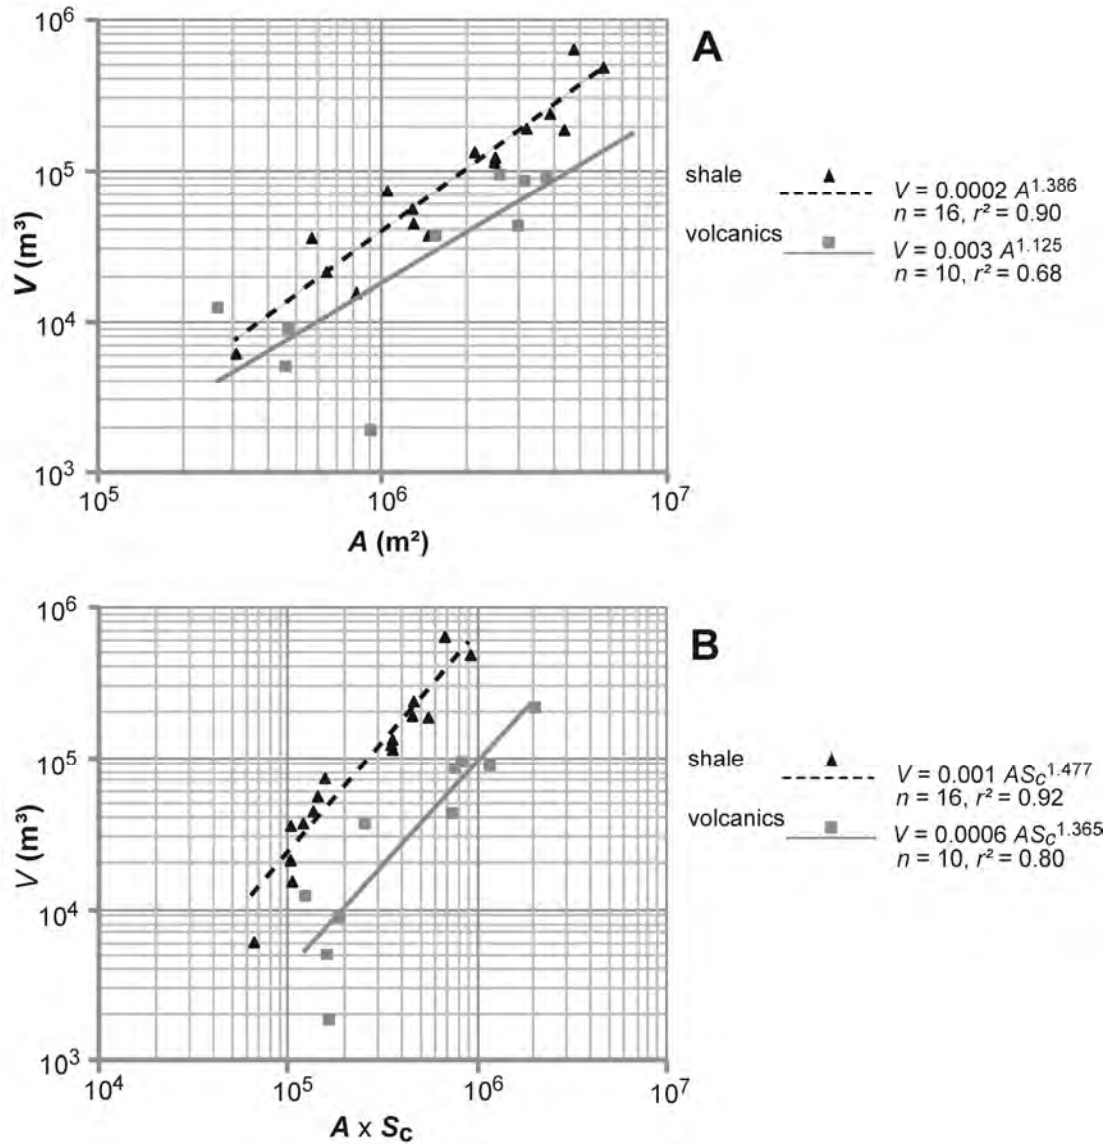 A
10⁶
10⁵
10⁴
10³
V (m³)
10⁵
10⁶
10⁷
A (m²)
shale
V = 0.0002 A^1.386
n = 16, r² = 0.90
volcanics
V = 0.003 A^1.125
n = 10, r² = 0.68
B
10⁶
10⁵
10⁴
10³
V (m³)
10⁴
10⁵
10⁶
10⁷
A x Sc
shale
V = 0.001 ASc^1.477
n = 16, r² = 0.92
volcanics
V = 0.0006 ASc^1.365
n = 10, r² = 0.80